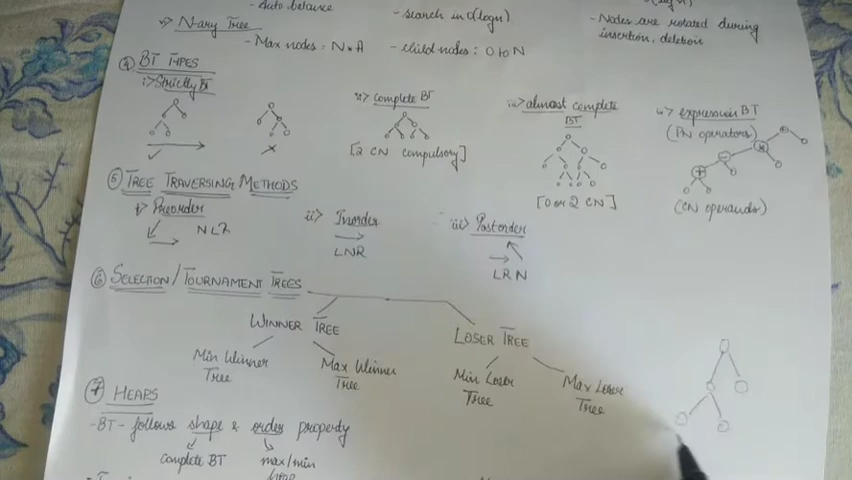 - Auto balance
- search in O(logn)
- Nodes are rotated during insertion, deletion
N-ary Tree
- Max nodes : N*A
- child nodes : 0 to N
④ BT TYPES
i> Strictly BT
ii> complete BT
[2 CN compulsory]
iii> almost complete BT
[0 or 2 CN]
iv> expression BT
(PN operators)
(CN operands)
⑤ TREE TRAVERSING METHODS
i> Preorder
NLR
ii> Inorder
LNR
iii> Postorder
LRN
⑥ SELECTION/TOURNAMENT TREES
WINNER TREE
Min Winner Tree
Max Winner Tree
LOSER TREE
Min Loser Tree
Max Loser Tree
⑦ HEAPS
- BT - follows shape & order property
complete BT
max/min